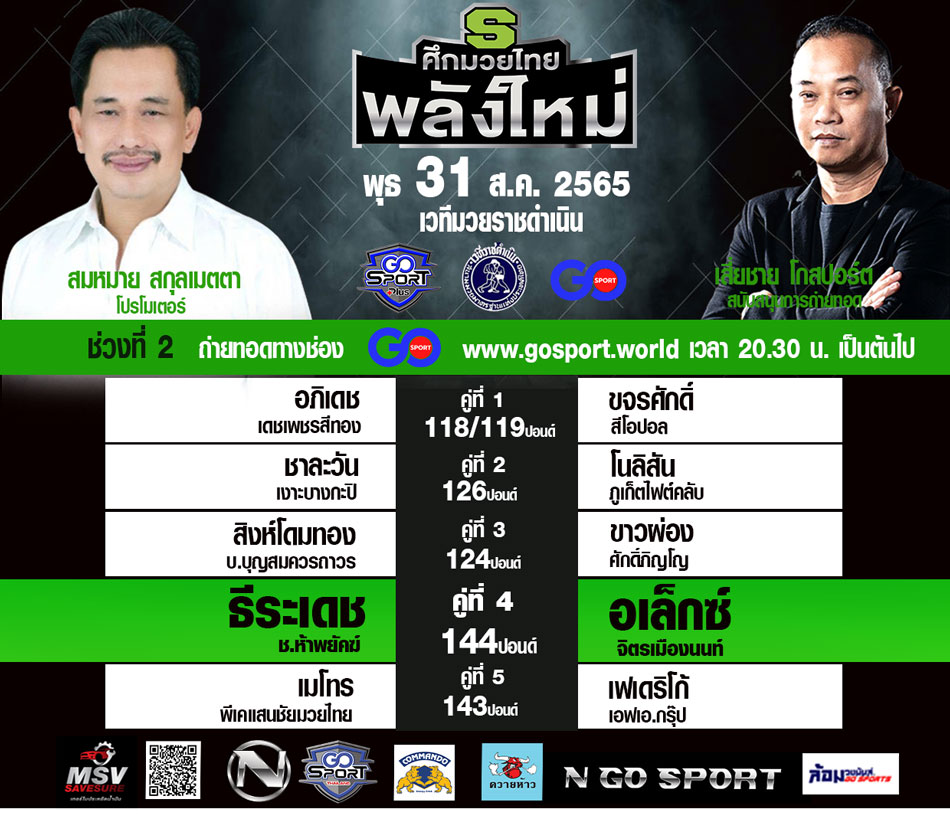 S
ศึกมวยไทย
พลังใหม่
พุธ 31 ส.ค. 2565
เวทีมวยราชดำเนิน
สมหมาย สกุลเมตตา
โปรโมเตอร์
GO SPORT Plus
GO SPORT
เสี่ยชาย โกสปอร์ต
สนับสนุนการถ่ายทอด
ช่วงที่ 2 ถ่ายทอดทางช่อง GO SPORT www.gosport.world เวลา 20.30 น. เป็นต้นไป
อภิเดช คู่ที่ 1 ขจรศักดิ์
เดชเพชรสีทอง 118/119ปอนด์ สีโอปอล
ชาละวัน คู่ที่ 2 โนลิสัน
เงาะบางกะปิ 126ปอนด์ ภูเก็ตไฟต์คลับ
สิงห์โดมทอง คู่ที่ 3 ขาวผ่อง
บ.บุญสมควรถาวร 124ปอนด์ ศักดิ์ภิญโญ
ธีระเดช คู่ที่ 4 อเล็กซ์
ช.ห้าพยัคฆ์ 144ปอนด์ จิตรเมืองนนท์
เมโทร คู่ที่ 5 เฟเดริโก้
พีเคแสนชัยมวยไทย 143ปอนด์ เอฟเอ.กรุ๊ป
MSV
SAVESURE
N
GO SPORT
COMMANDO
ควายหาว
N GO SPORT
GO SPORTS